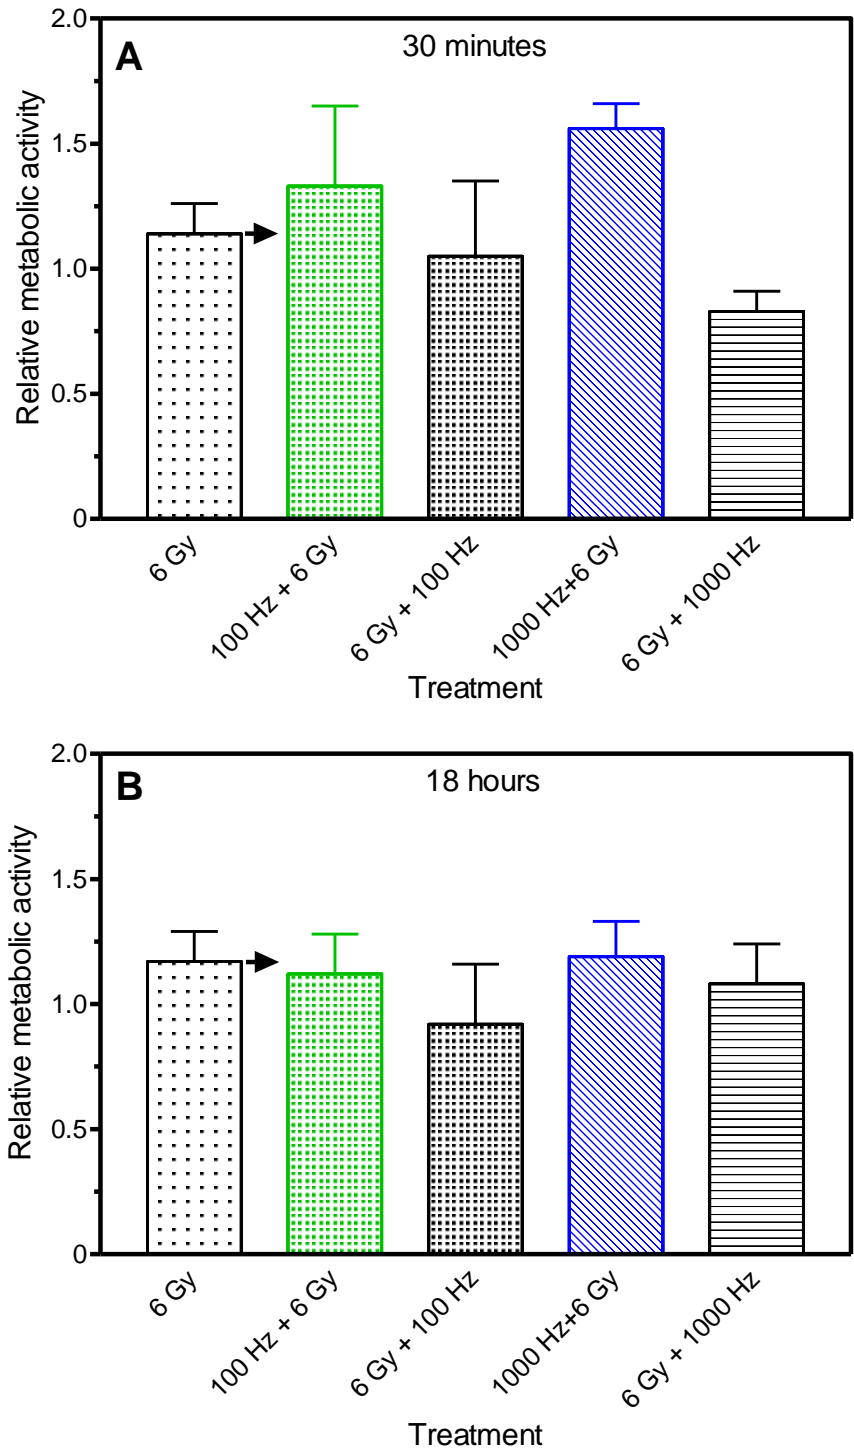 A
30 minutes
Relative metabolic activity
2.0
1.5
1.0
0.5
0
6 Gy
100 Hz + 6 Gy
6 Gy + 100 Hz
1000 Hz+6 Gy
6 Gy + 1000 Hz
Treatment
B
18 hours
Relative metabolic activity
2.0
1.5
1.0
0.5
0
6 Gy
100 Hz + 6 Gy
6 Gy + 100 Hz
1000 Hz+6 Gy
6 Gy + 1000 Hz
Treatment